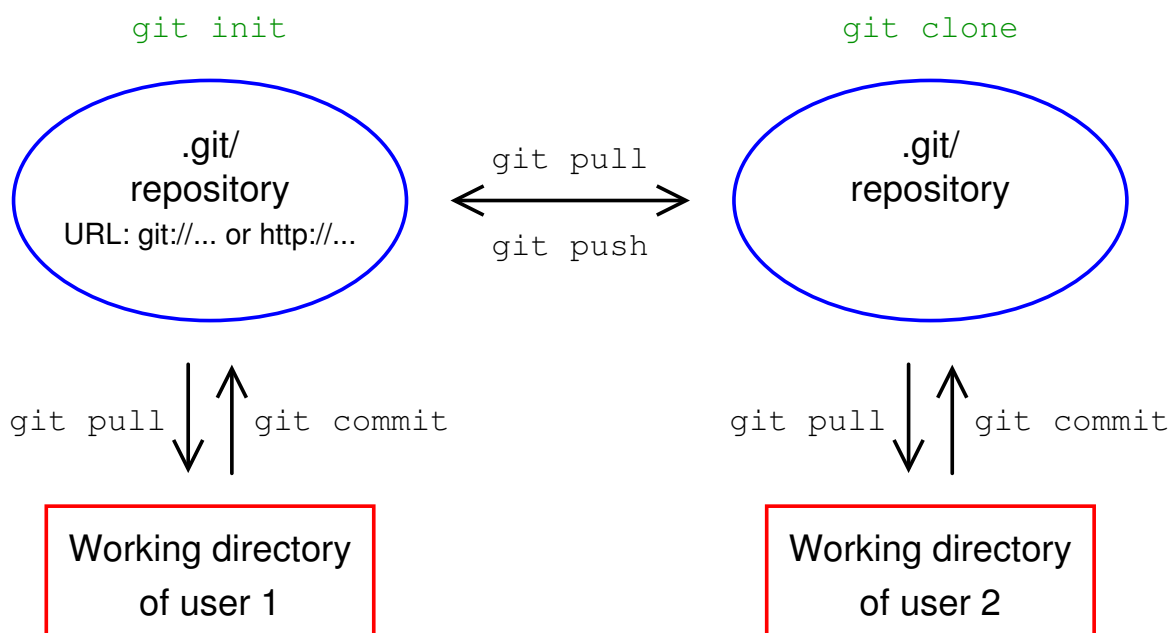 git init
git clone
.git/
repository
URL: git://... or http://...
git pull
git push
.git/
repository
git pull
git commit
git pull
git commit
Working directory
of user 1
Working directory
of user 2